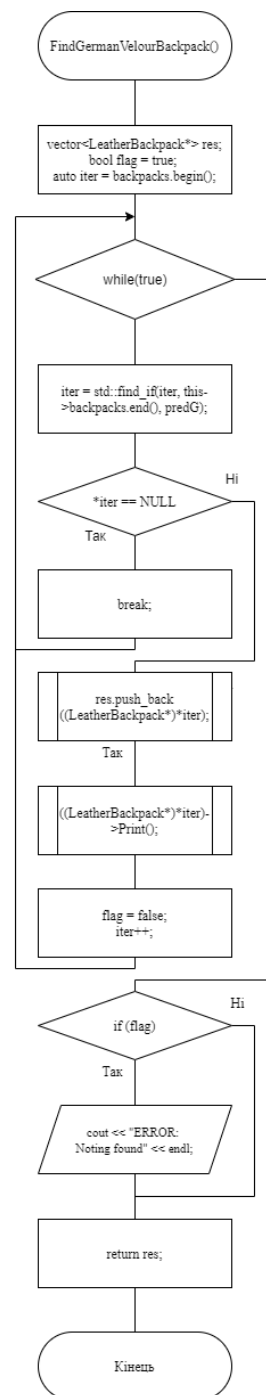 FindGermanVelourBackpack()
vector<LeatherBackpack*> res;
bool flag = true;
auto iter = backpacks.begin();
while(true)
iter = std::find_if(iter, this-
>backpacks.end(), predG);
*iter == NULL
Ні
Так
break;
res.push_back
((LeatherBackpack*)*iter);
Так
((LeatherBackpack*)*iter)-
>Print();
flag = false;
iter++;
if (flag)
Ні
Так
cout << "ERROR:
Noting found" << endl;
return res;
Кінець